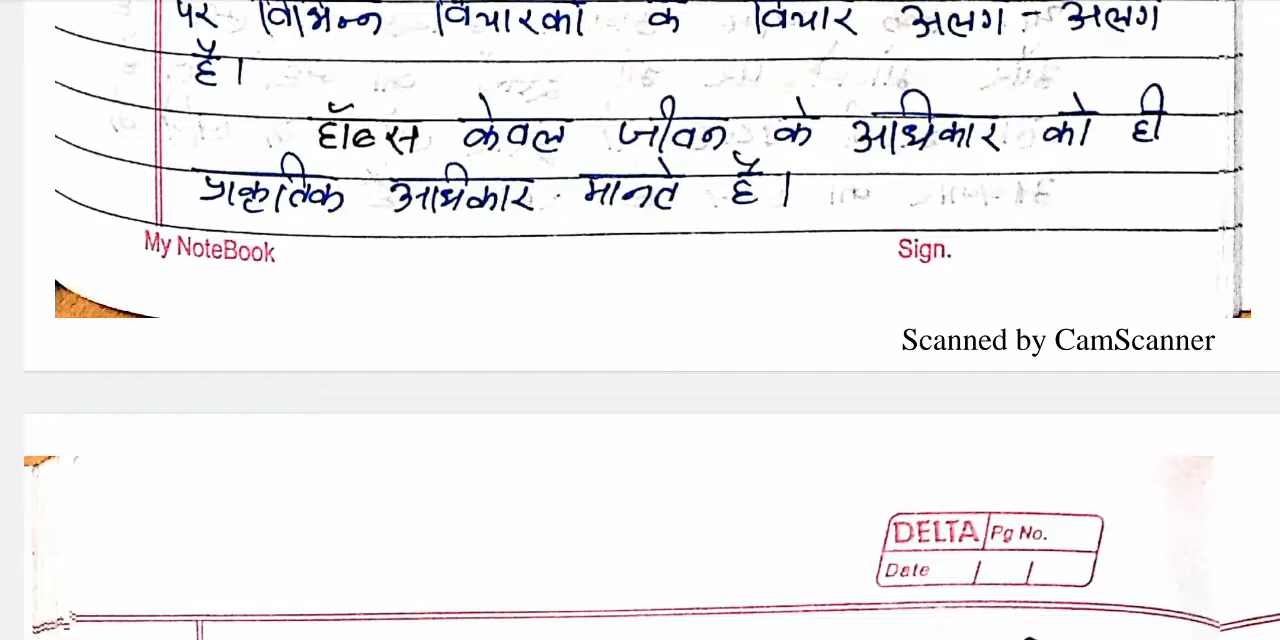 पर विभिन्न विचारकों के विचार अलग - अलग
है।
हॉब्स केवल जीवन के अधिकार को ही
प्राकृतिक अधिकार मानते है।
My NoteBook Sign.
Scanned by CamScanner
DELTA Pg No.
Date / /